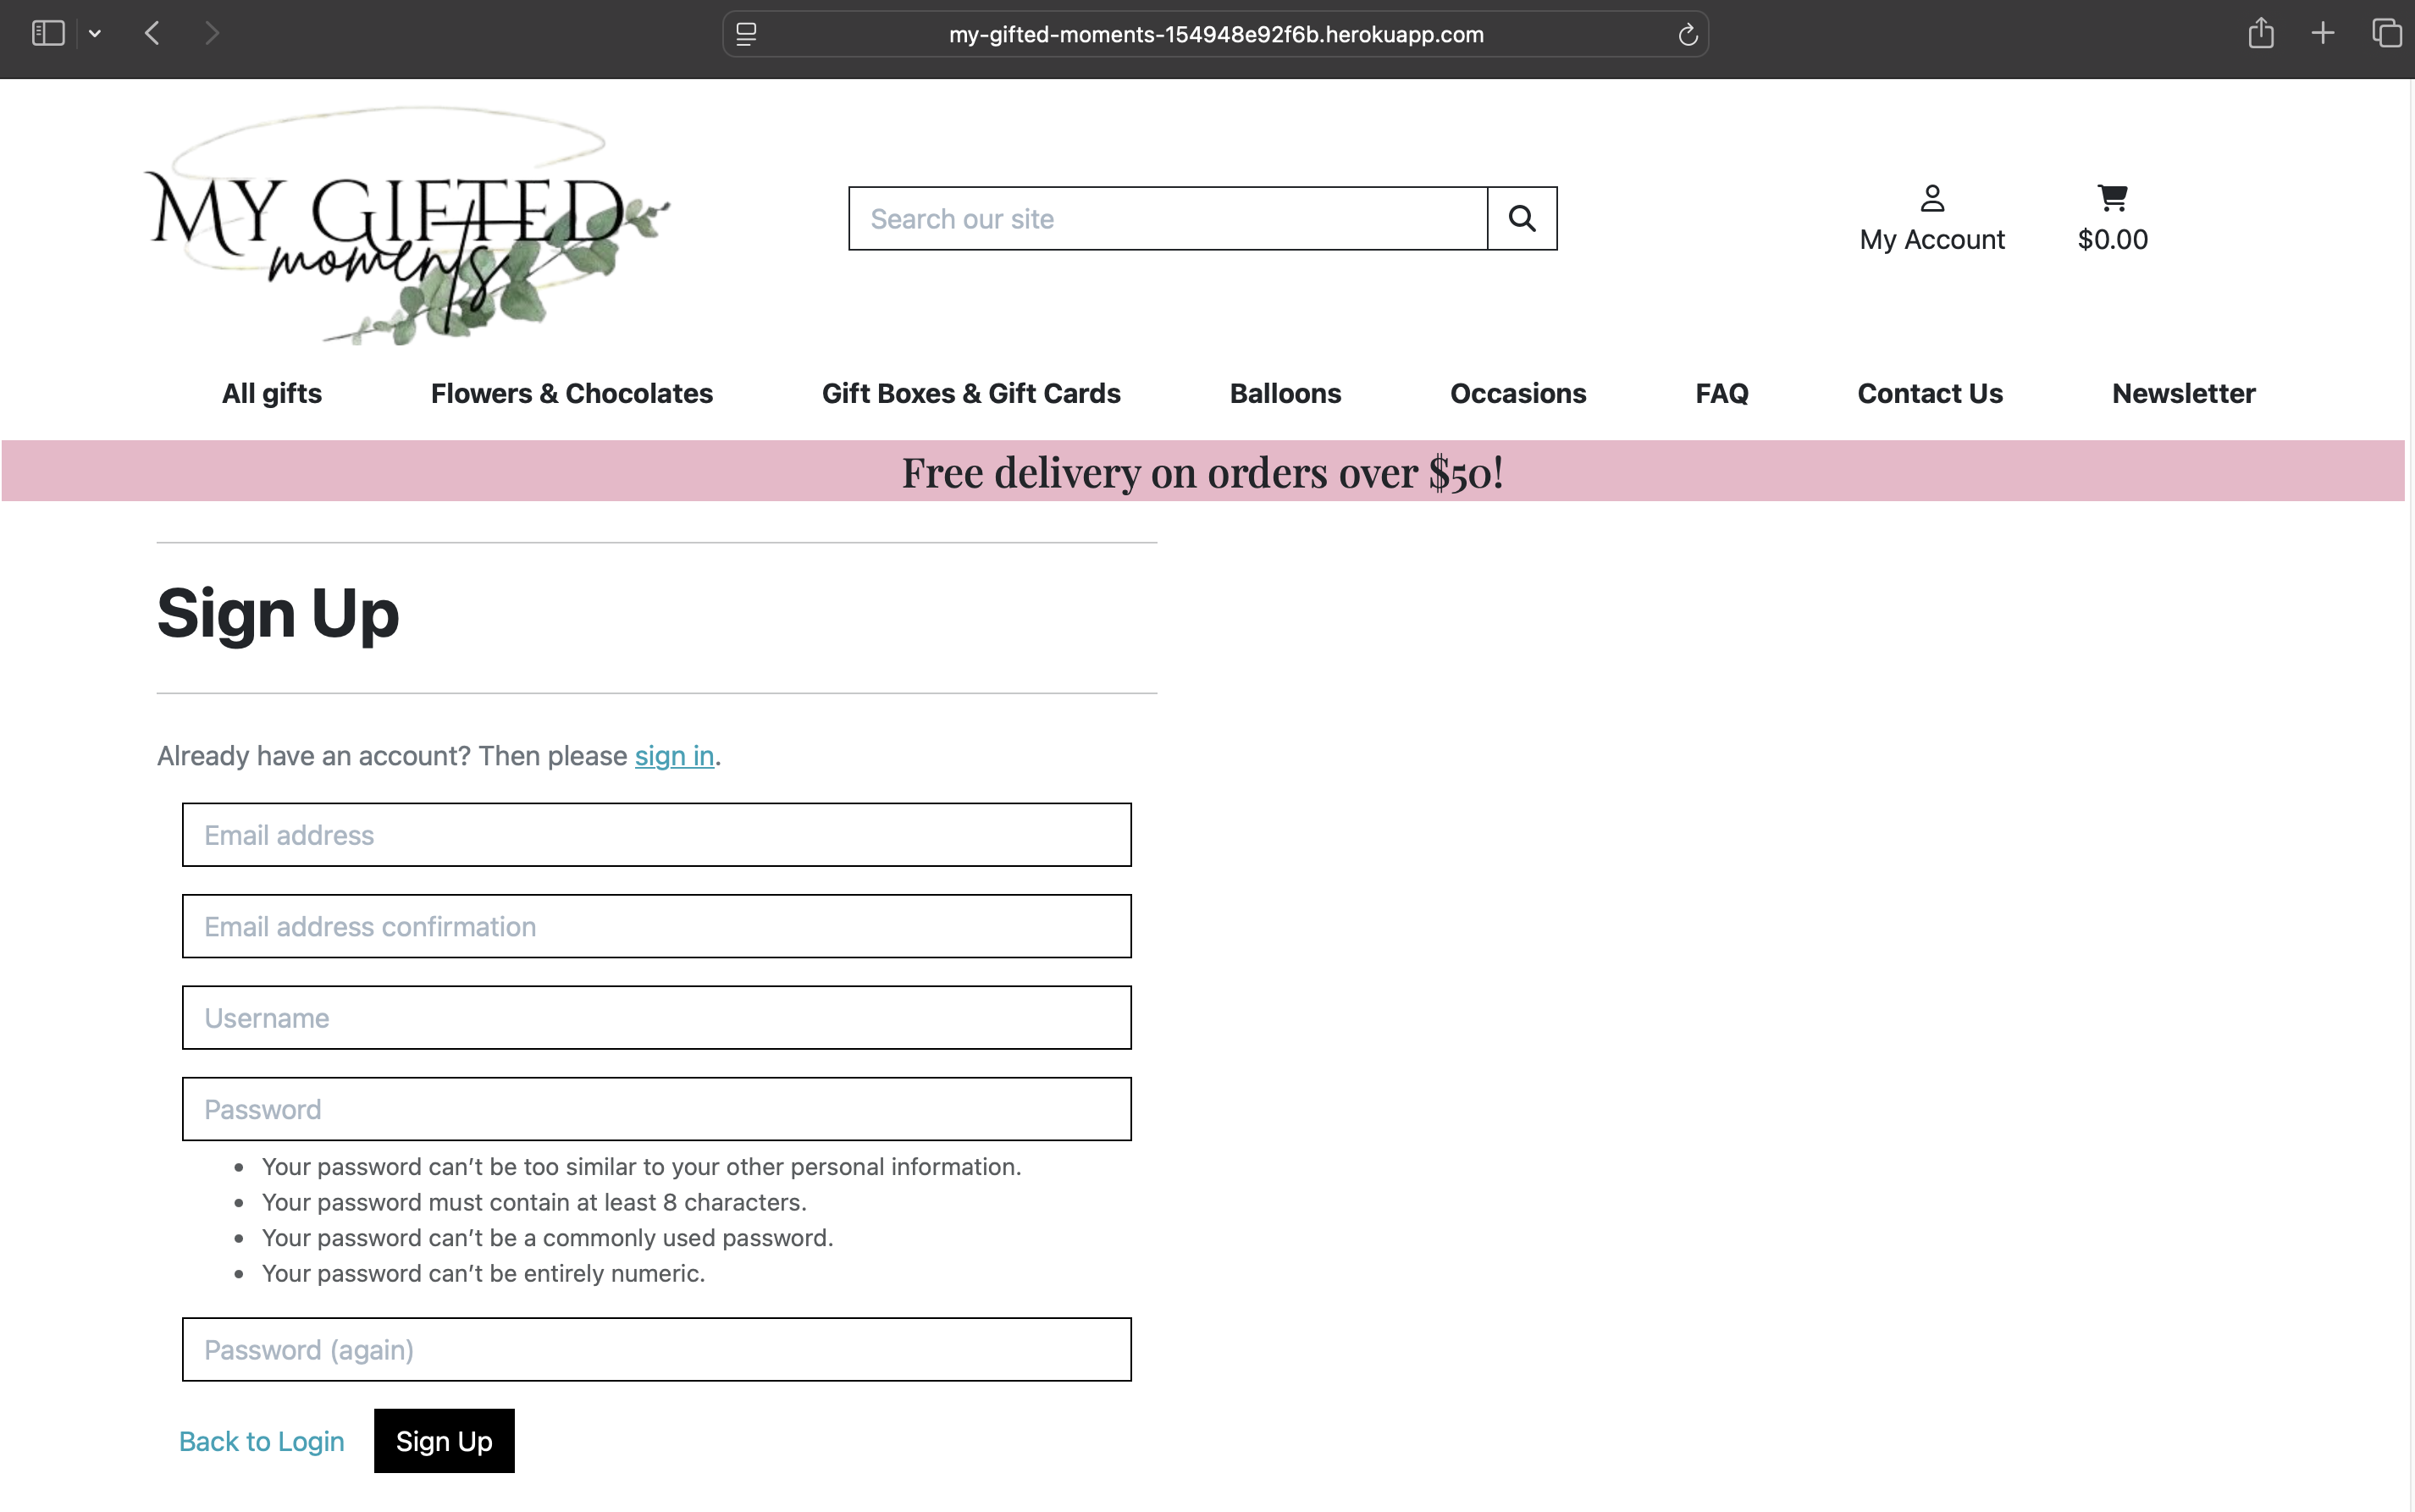 my-gifted-moments-154948e92f6b.herokuapp.com
MY GIFTED
moments
Search our site
My Account
$0.00
All gifts
Flowers & Chocolates
Gift Boxes & Gift Cards
Balloons
Occasions
FAQ
Contact Us
Newsletter
Free delivery on orders over $50!
Sign Up
Already have an account? Then please sign in.
Email address
Email address confirmation
Username
Password
Your password can’t be too similar to your other personal information.
Your password must contain at least 8 characters.
Your password can’t be a commonly used password.
Your password can’t be entirely numeric.
Password (again)
Back to Login
Sign Up